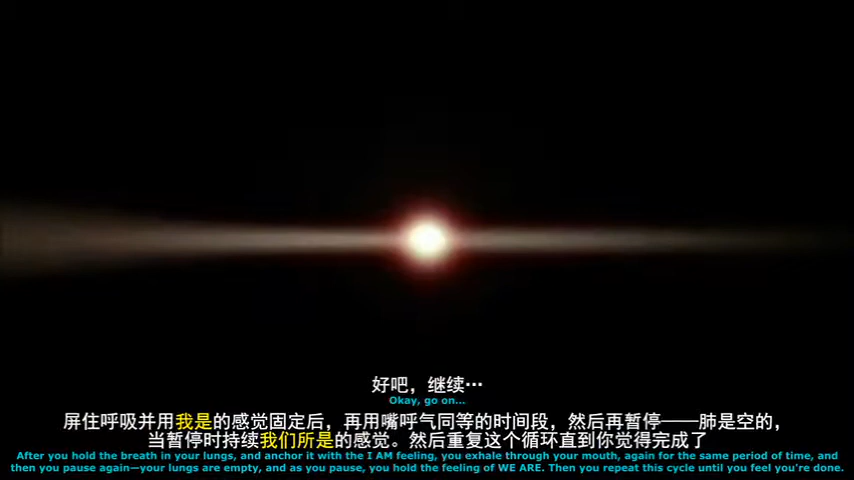 好吧，继续…
Okay, go on...
屏住呼吸并用我是的感觉固定后，再用嘴呼气同等的时间段，然后再暂停——肺是空的，
当暂停时持续我们所是的感觉。然后重复这个循环直到你觉得完成了
After you hold the breath in your lungs, and anchor it with the I AM feeling, you exhale through your mouth, again for the same period of time, and
then you pause again—your lungs are empty, and as you pause, you hold the feeling of WE ARE. Then you repeat this cycle until you feel you're done.